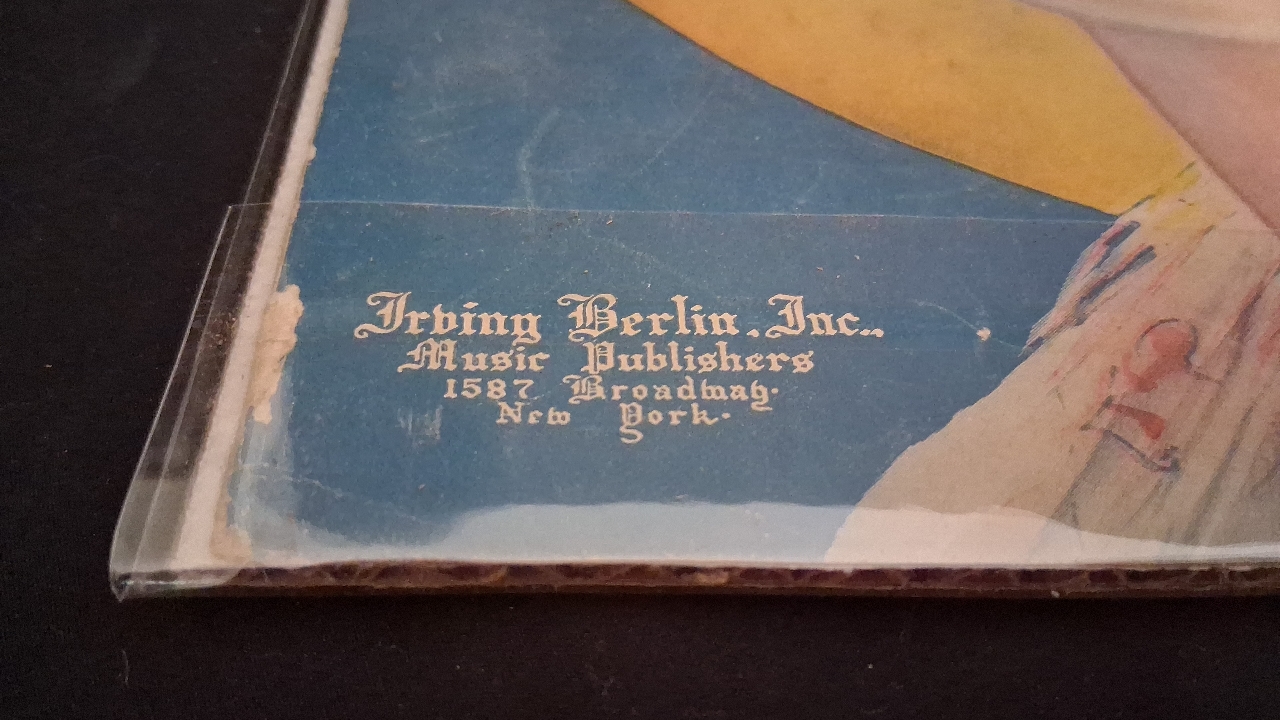 Irving Berlin. Inc..
Music Publishers
1587 Broadway.
New York.